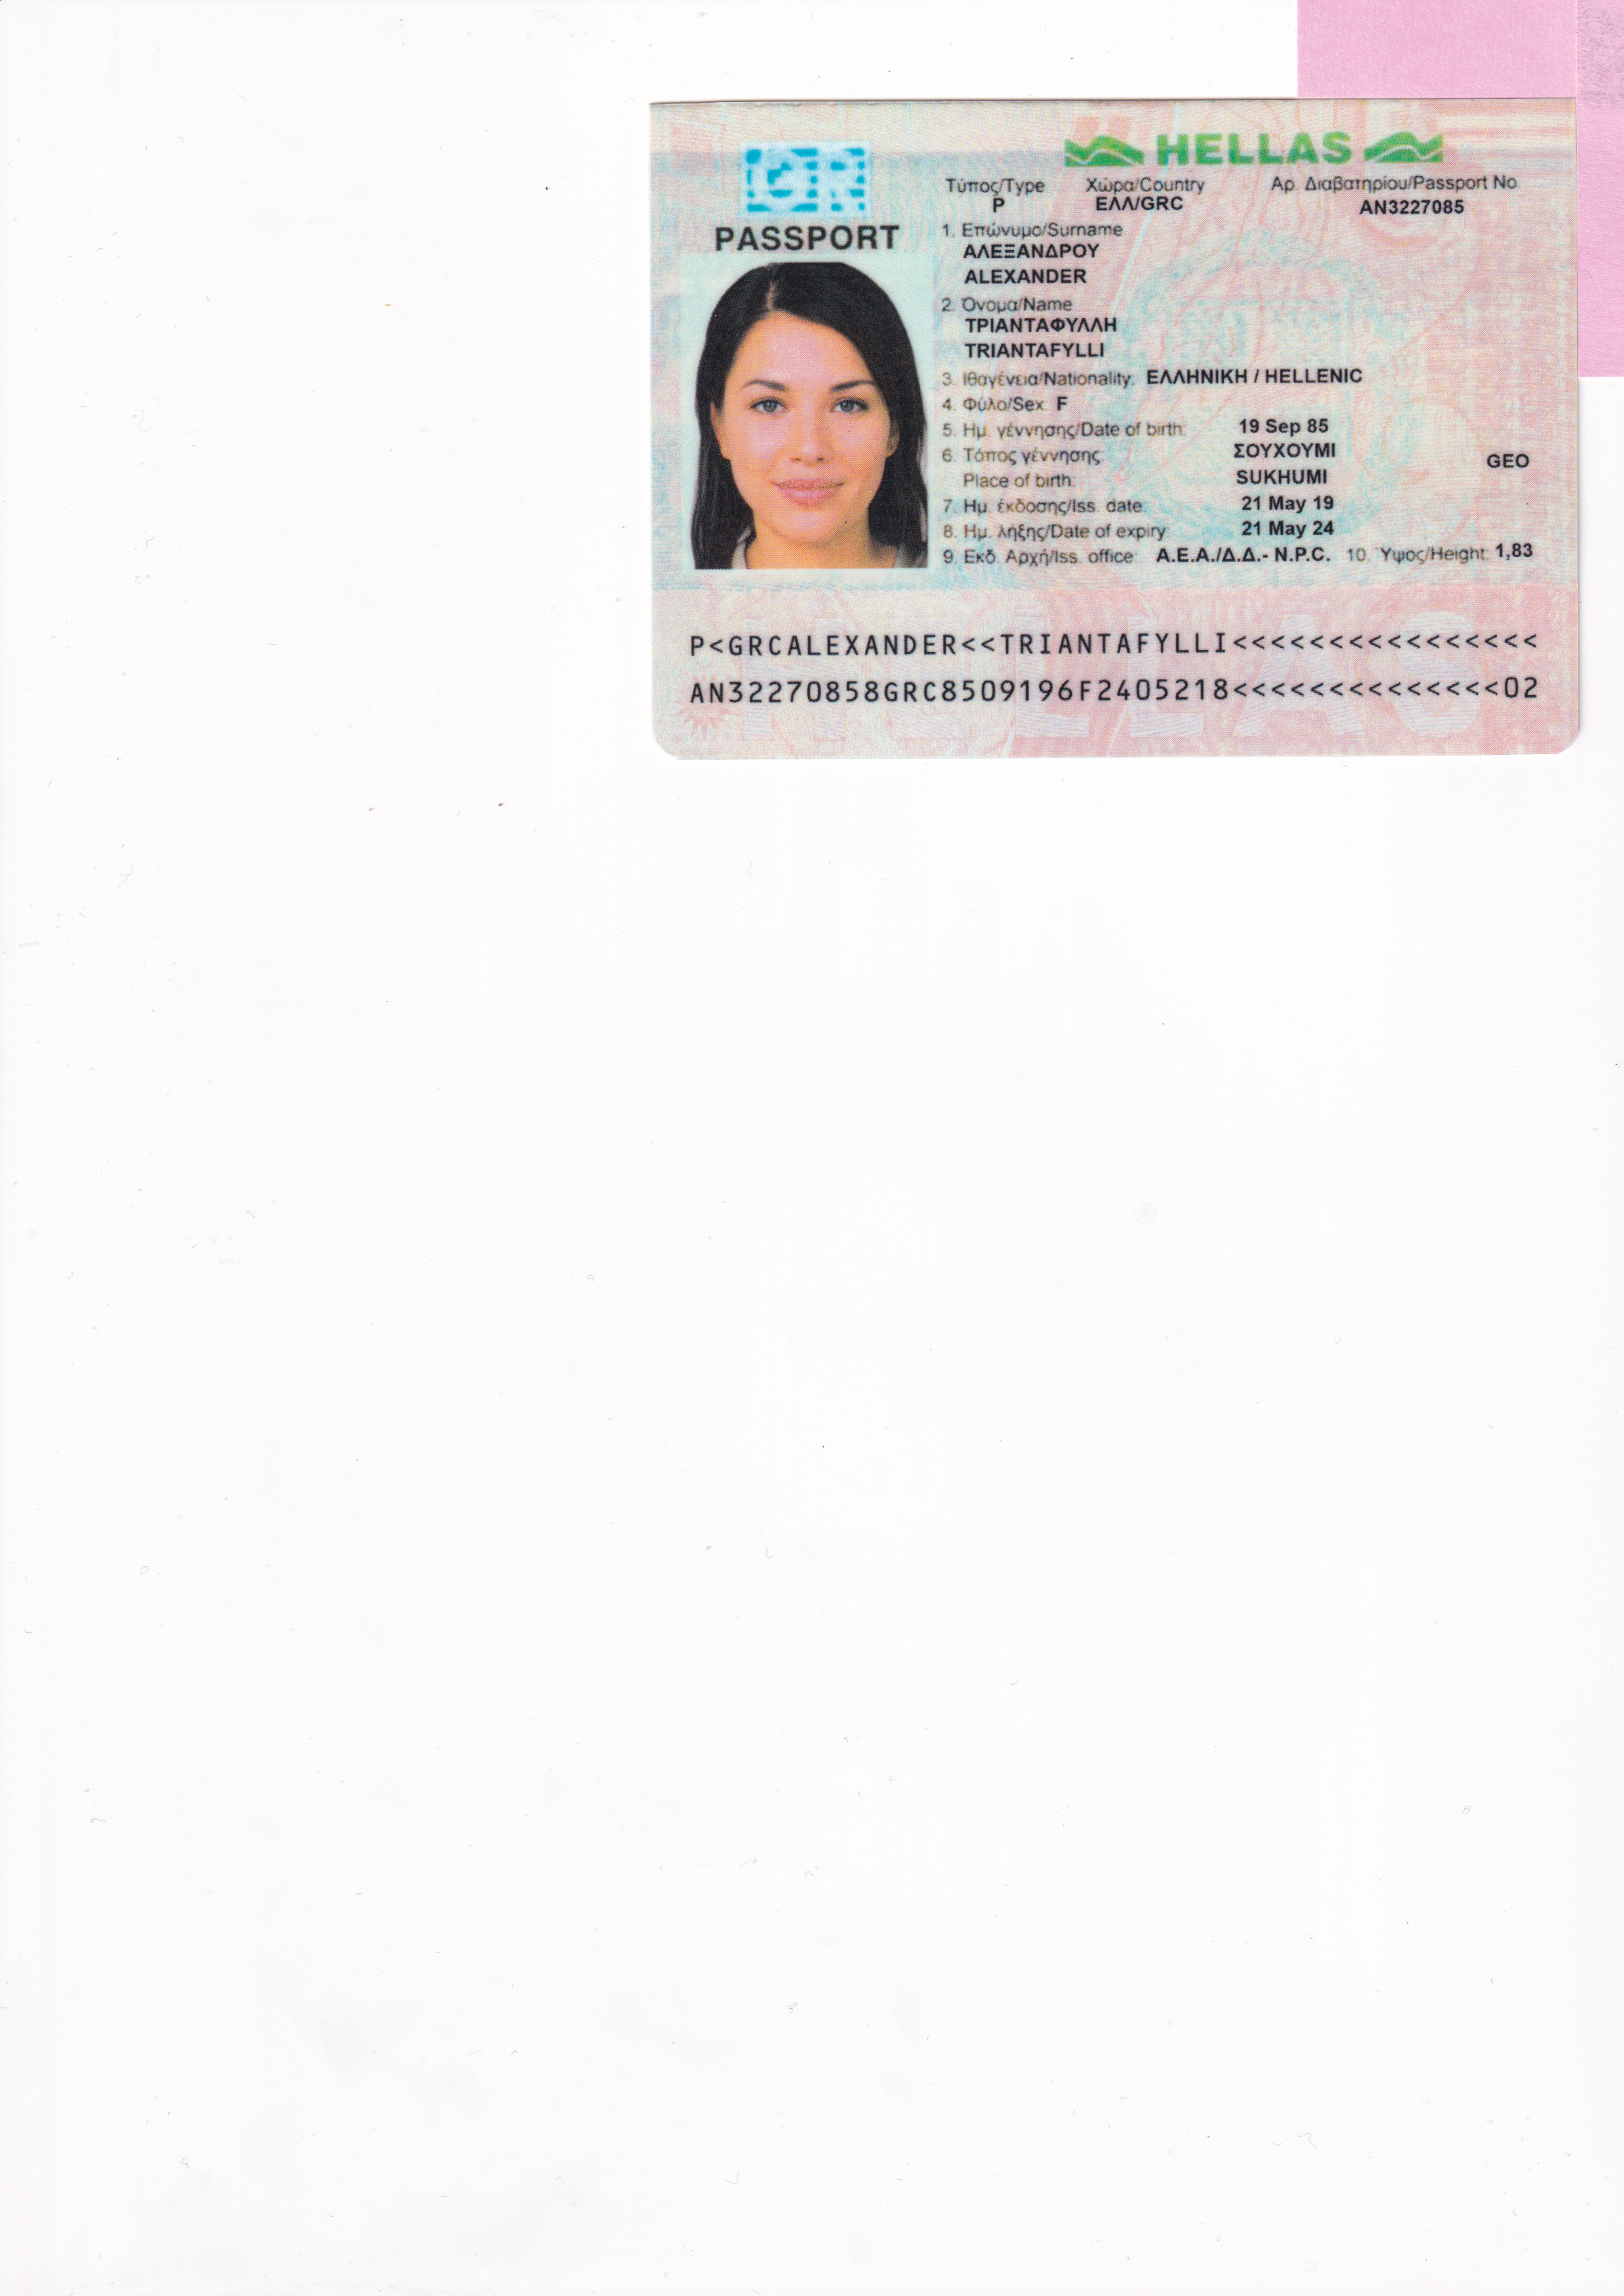 GR
HELLAS
PASSPORT
Τύπος/Type Χώρα/Country Αρ. Διαβατηρίου/Passport No
P ΕΛΛ/GRC AN3227085
1. Επώνυμο/Surname
ΑΛΕΞΑΝΔΡΟΥ
ALEXANDER
2. Όνομα/Name
ΤΡΙΑΝΤΑΦΥΛΛΗ
TRIANTAFYLLI
3. Ιθαγένεια/Nationality: ΕΛΛΗΝΙΚΗ / HELLENIC
4. Φύλο/Sex: F
5. Ημ. γέννησης/Date of birth: 19 Sep 85
6. Τόπος γέννησης: ΣΟΥΧΟΥΜΙ
Place of birth: SUKHUMI GEO
7. Ημ. έκδοσης/Iss. date: 21 May 19
8. Ημ. λήξης/Date of expiry: 21 May 24
9. Εκδ. Αρχή/Iss. office: Α.Ε.Α./Δ.Δ.- N.P.C. 10. Ύψος/Height: 1,83
P<GRCALEXANDER<<TRIANTAFYLLI<<<<<<<<<<<<<<<<
AN32270858GRC8509196F2405218<<<<<<<<<<<<<<02
HELLAS